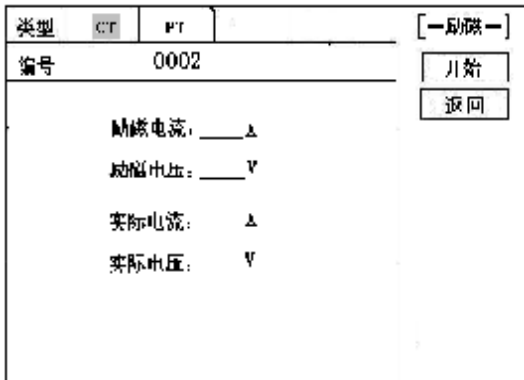 类型 CT PT
编号 0002
励磁电流：____A
励磁电压：____V
实际电流： A
实际电压： V
[—励磁—]
开始
返回